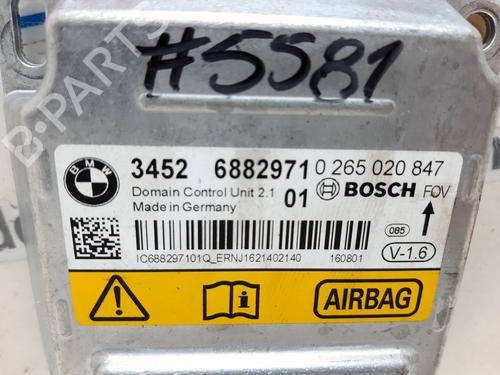 #5581
B-PARTS
BMW
3452 6882971 0 265 020 847
Domain Control Unit 2.1 01 BOSCH FOV
Made in Germany
085
V-1.6
IC688297101Q_ERNJ1621402140 160801
AIRBAG